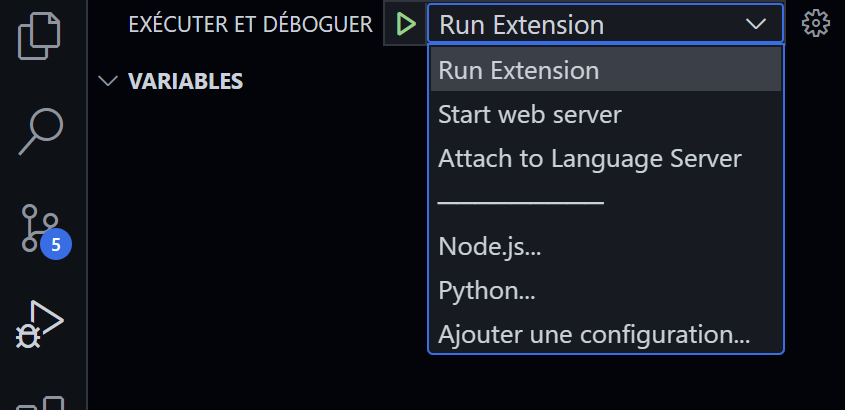 EXÉCUTER ET DÉBOGUER
Run Extension
VARIABLES
Run Extension
Start web server
Attach to Language Server
5
Node.js...
Python...
Ajouter une configuration...